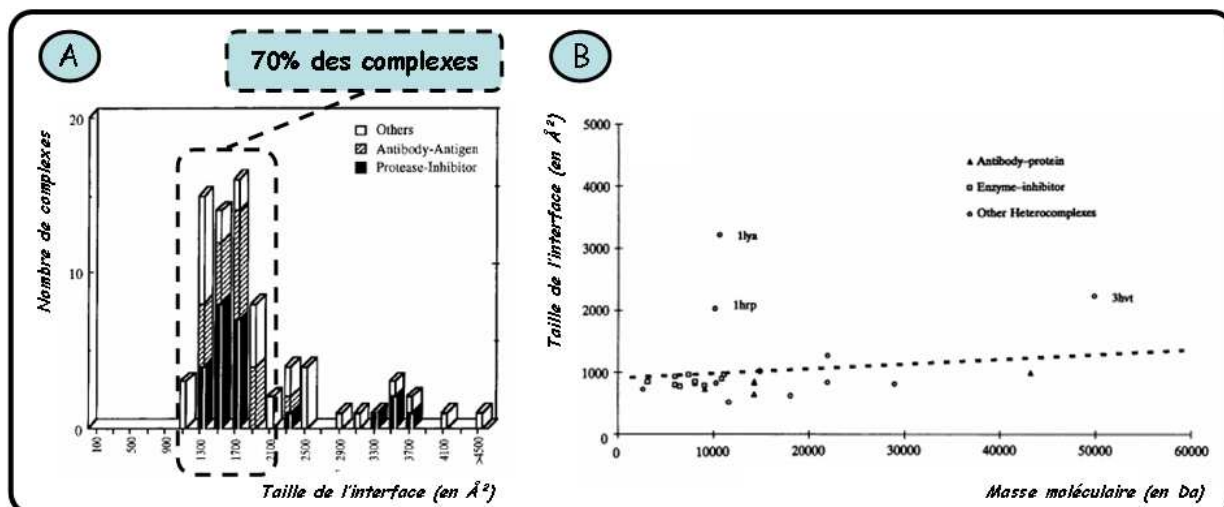 A
70% des complexes
Nombre de complexes
20
10
0
Others
Antibody-Antigen
Protease-Inhibitor
100
500
900
1300
1700
2100
2500
2900
3300
3700
4100
>4500
Taille de l'interface (en Å²)
B
Taille de l'interface (en Å²)
5000
4000
3000
2000
1000
0
Antibody-protein
Enzyme-inhibitor
Other Heterocomplexes
1lya
1hrp
3hvt
0
10000
20000
30000
40000
50000
60000
Masse moléculaire (en Da)